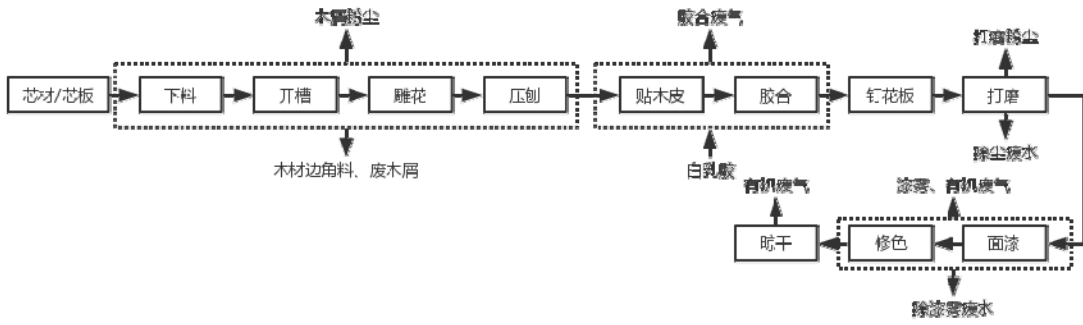 木屑粉尘
胶合废气
打磨粉尘
芯材/芯板
下料
开槽
雕花
压刨
贴木皮
胶合
钉花板
打磨
木材边角料、废木屑
白乳胶
除尘废水
有机废气
漆雾、有机废气
晾干
修色
面漆
除漆雾废水